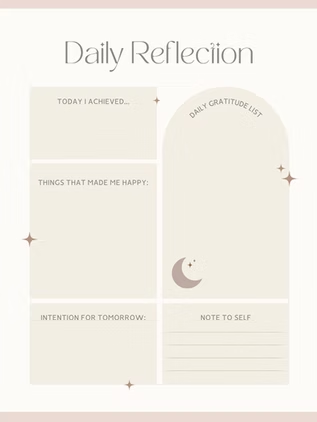 Daily Reflection
TODAY I ACHIEVED...
DAILY GRATITUDE LIST
THINGS THAT MADE ME HAPPY:
INTENTION FOR TOMORROW:
NOTE TO SELF